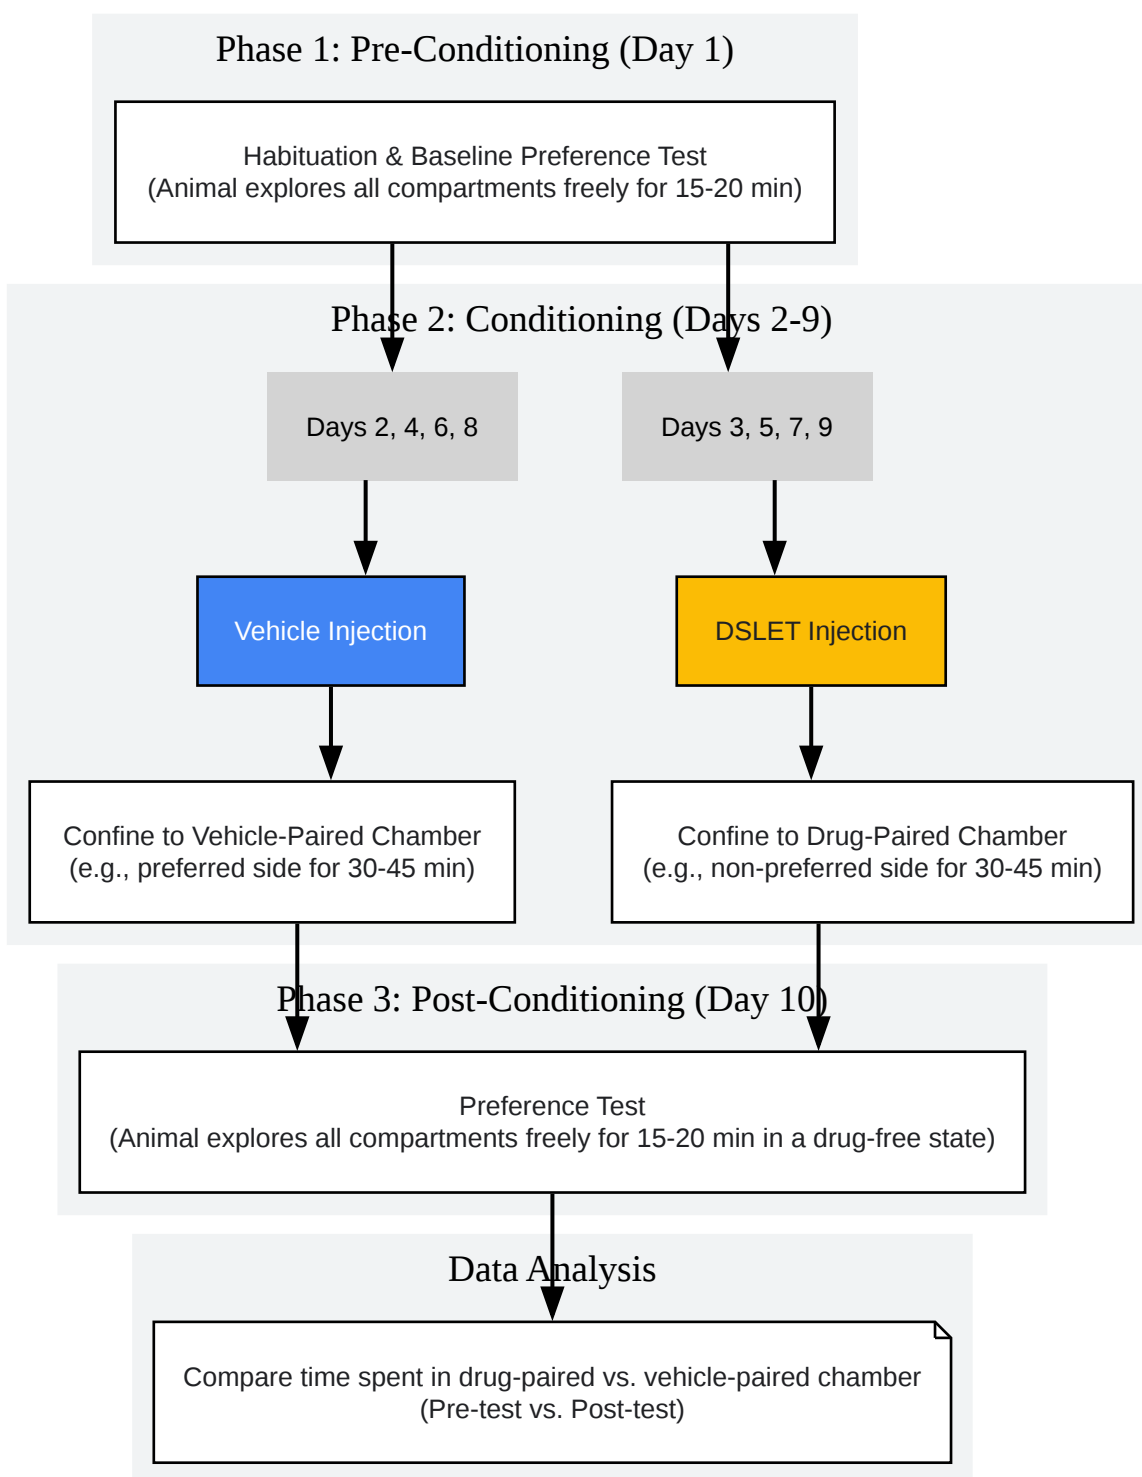 Phase 1: Pre-Conditioning (Day 1)
Habituation & Baseline Preference Test
(Animal explores all compartments freely for 15-20 min)
Phase 2: Conditioning (Days 2-9)
Days 2, 4, 6, 8
Days 3, 5, 7, 9
Vehicle Injection
DSLET Injection
Confine to Vehicle-Paired Chamber
(e.g., preferred side for 30-45 min)
Confine to Drug-Paired Chamber
(e.g., non-preferred side for 30-45 min)
Phase 3: Post-Conditioning (Day 10)
Preference Test
(Animal explores all compartments freely for 15-20 min in a drug-free state)
Data Analysis
Compare time spent in drug-paired vs. vehicle-paired chamber
(Pre-test vs. Post-test)